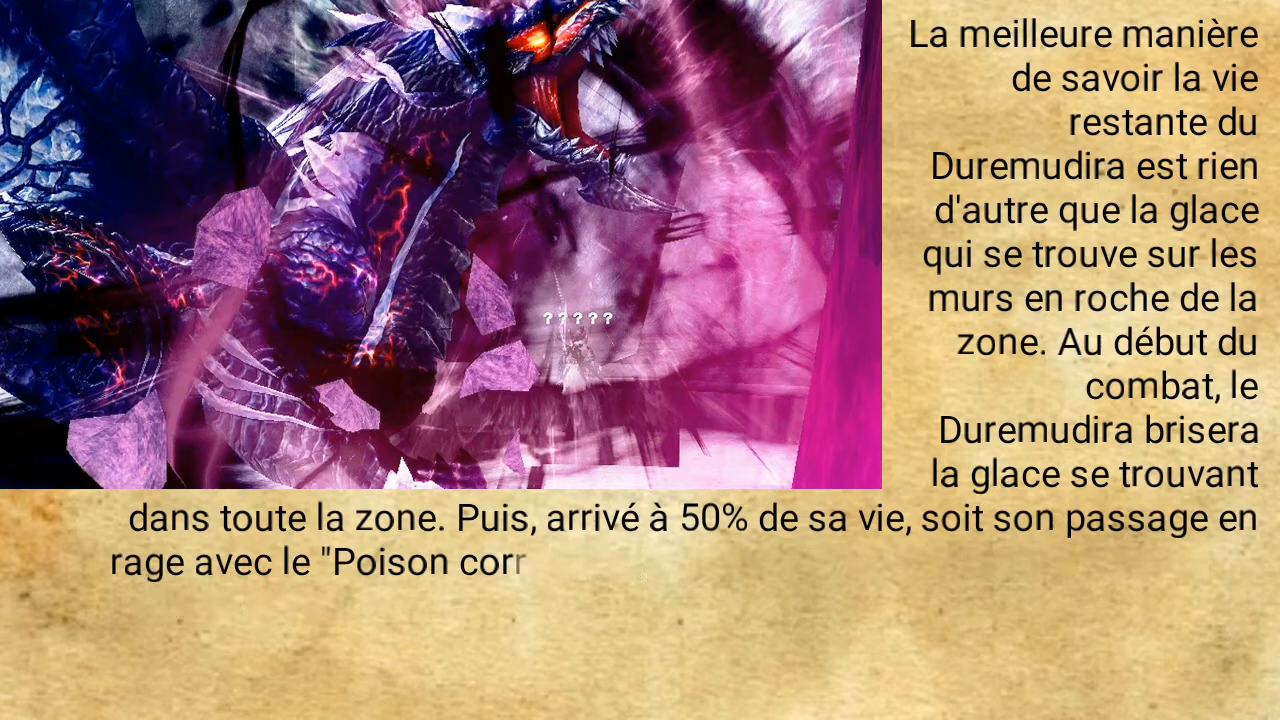 La meilleure manière
de savoir la vie
restante du
Duremudira est rien
d'autre que la glace
qui se trouve sur les
murs en roche de la
zone. Au début du
combat, le
Duremudira brisera
la glace se trouvant
dans toute la zone. Puis, arrivé à 50% de sa vie, soit son passage en
rage avec le "Poison corr
?????